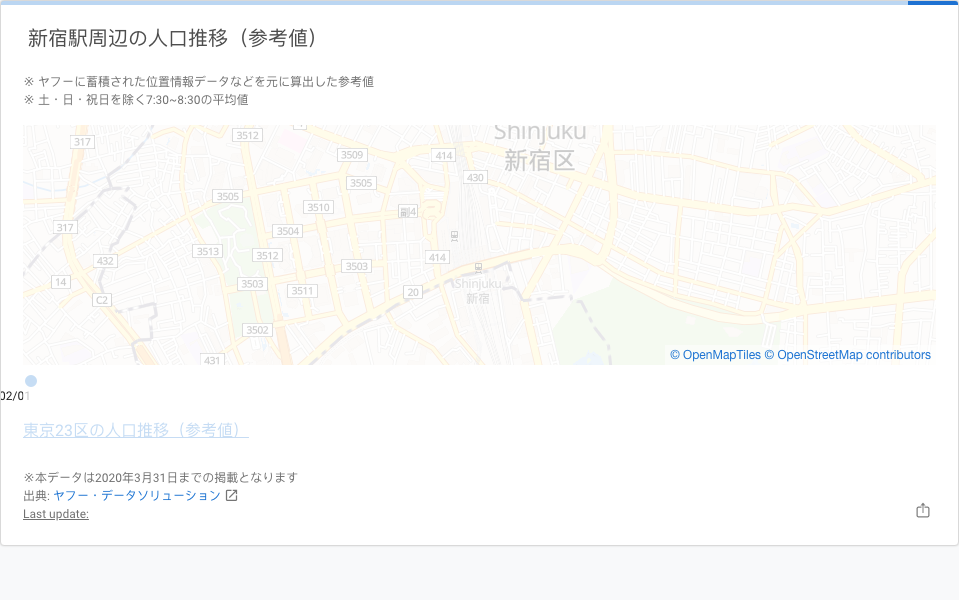 新宿駅周辺の人口推移（参考値）
※ ヤフーに蓄積された位置情報データなどを元に算出した参考値
※ 土・日・祝日を除く7:30~8:30の平均値
Shinjuku
新宿区
3512
317
3509
414
430
3505
3505
3510
副4
317
3504
3513
3512
414
432
3503
14
3503
Shinjuku
新宿
3511
20
C2
3502
431
© OpenMapTiles © OpenStreetMap contributors
02/01
東京23区の人口推移（参考値）
※本データは2020年3月31日までの掲載となります
出典: ヤフー・データソリューション
Last update: